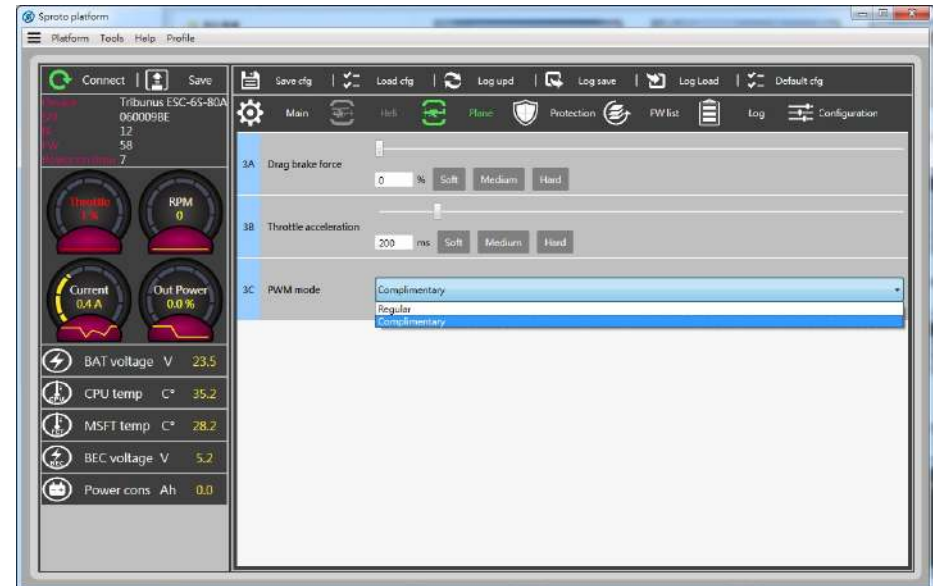 Sproto platform
Platform Tools Help Profile
Connect | Save
Save cfg | Load cfg | Log upd | Log save | Log Load | Default cfg
Tribunus ESC-6S-80A
060009BE
12
58
7
Main Heli Plane Protection FW list Log Configuration
Throttle
1 %
RPM
0
Current
0.4 A
Out Power
0.0 %
BAT voltage V 23.5
CPU temp C° 35.2
MSFT temp C° 28.2
BEC voltage V 5.2
Power cons Ah 0.0
3A Drag brake force
0 % Soft Medium Hard
3B Throttle acceleration
200 ms Soft Medium Hard
3C PWM mode Complimentary
Regular
Complimentary